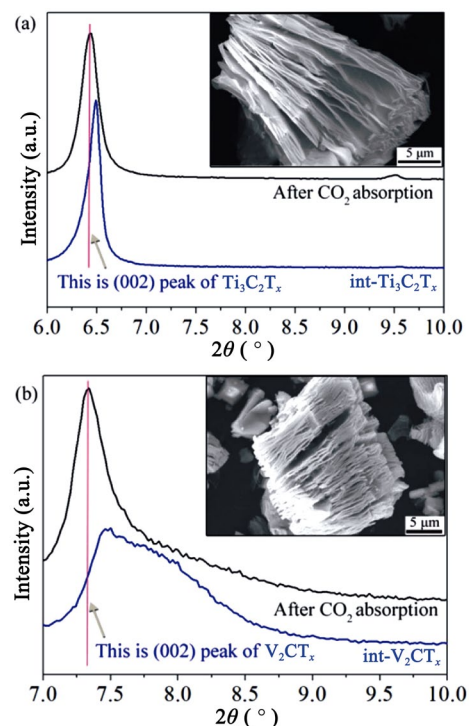 (a)
Intensity (a.u.)
5 μm
After CO₂ absorption
This is (002) peak of Ti₃C₂Tₓ
int-Ti₃C₂Tₓ
6.0 6.5 7.0 7.5 8.0 8.5 9.0 9.5 10.0
2θ ( ° )
(b)
Intensity (a.u.)
5 μm
After CO₂ absorption
This is (002) peak of V₂CTₓ
int-V₂CTₓ
7.0 7.5 8.0 8.5 9.0 9.5 10.0
2θ ( ° )